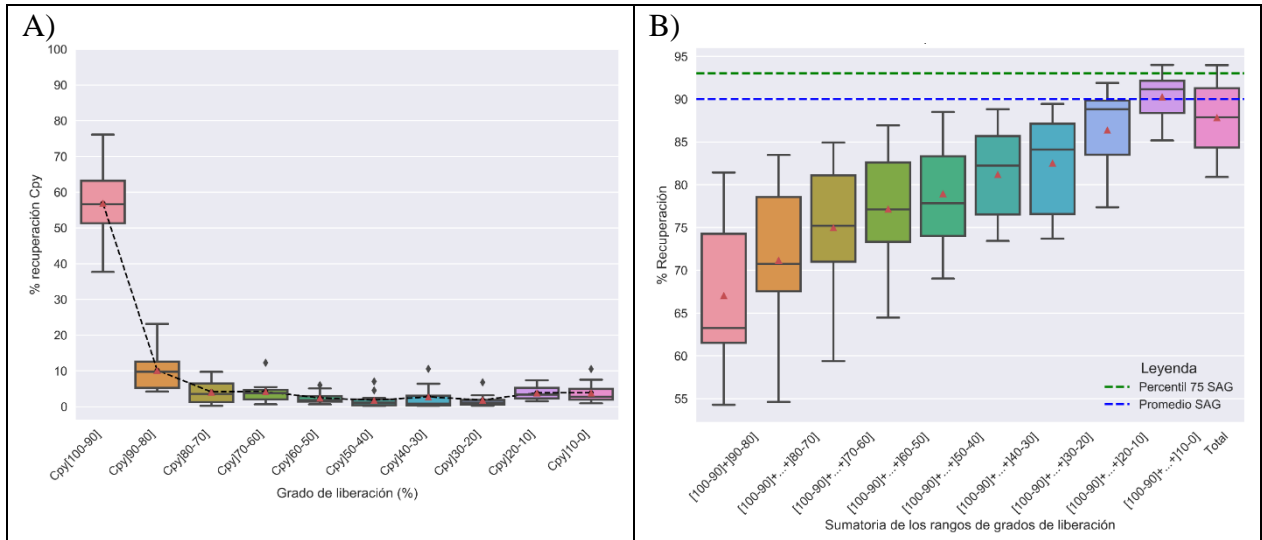 A)
100
90
80
70
60
50
40
30
20
10
0
% recuperación Cpy
Cpy[100-90]
Cpy]90-80]
Cpy]80-70]
Cpy]70-60]
Cpy]60-50]
Cpy]50-40]
Cpy]40-30]
Cpy]30-20]
Cpy]20-10]
Cpy]10-0]
Grado de liberación (%)
B)
95
90
85
80
75
70
65
60
55
% Recuperación
Leyenda
Percentil 75 SAG
Promedio SAG
[100-90]+]90-80]
[100-90]+...+]80-70]
[100-90]+...+]70-60]
[100-90]+...+]60-50]
[100-90]+...+]50-40]
[100-90]+...+]40-30]
[100-90]+...+]30-20]
[100-90]+...+]20-10]
[100-90]+...+]10-0]
Total
Sumatoria de los rangos de grados de liberación